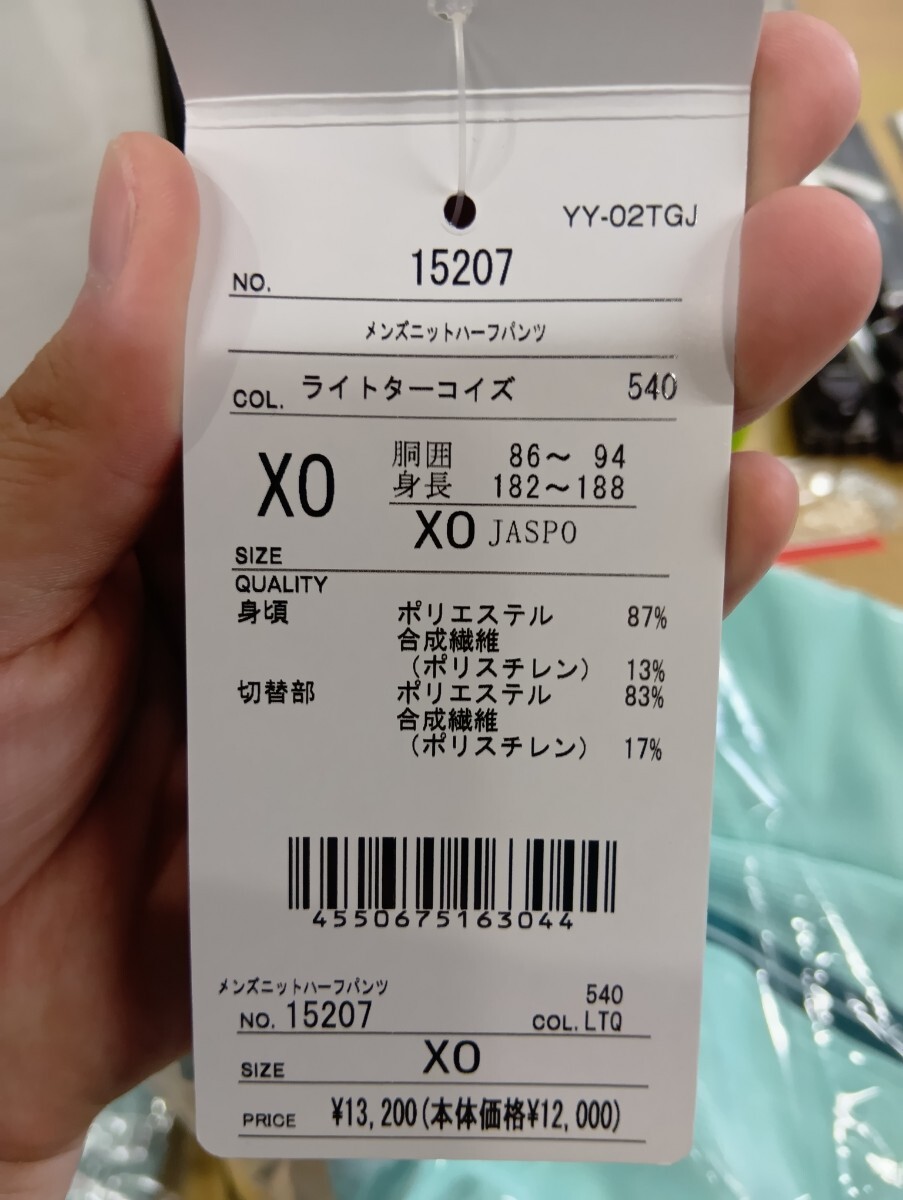 YY-02TGJ
NO. 15207
メンズニットハーフパンツ
COL. ライトターコイズ 540
XO 胴囲 86～ 94
身長 182～188
SIZE XO JASPO
QUALITY
身頃 ポリエステル 87%
合成繊維
（ポリスチレン） 13%
切替部 ポリエステル 83%
合成繊維
（ポリスチレン） 17%
4550675163044
メンズニットハーフパンツ 540
NO. 15207 COL. LTQ
SIZE XO
PRICE ¥13,200(本体価格¥12,000)